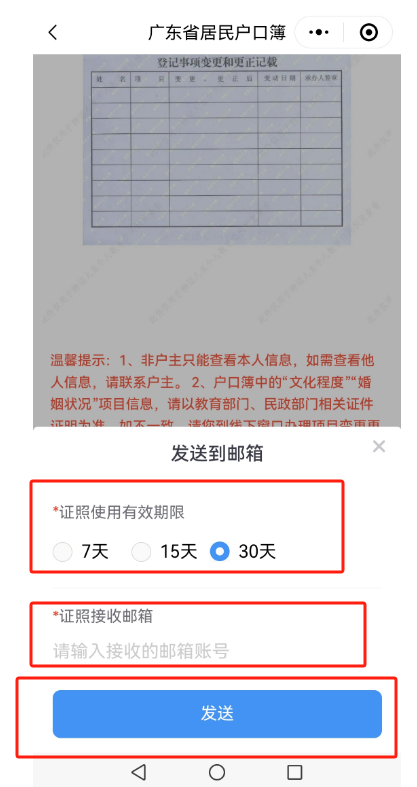 广东省居民户口簿
登记事项变更和更正记载
姓 名 项 目 变 更 、 更 正 后 变动日期 承办人签章
温馨提示：1、非户主只能查看本人信息，如需查看他
人信息，请联系户主。 2、户口簿中的“文化程度”“婚
姻状况”项目信息，请以教育部门、民政部门相关证件
证明为准，如不一致，请您到线下窗口办理项目变更更
发送到邮箱
*证照使用有效期限
7天 15天 30天
*证照接收邮箱
请输入接收的邮箱账号
发送